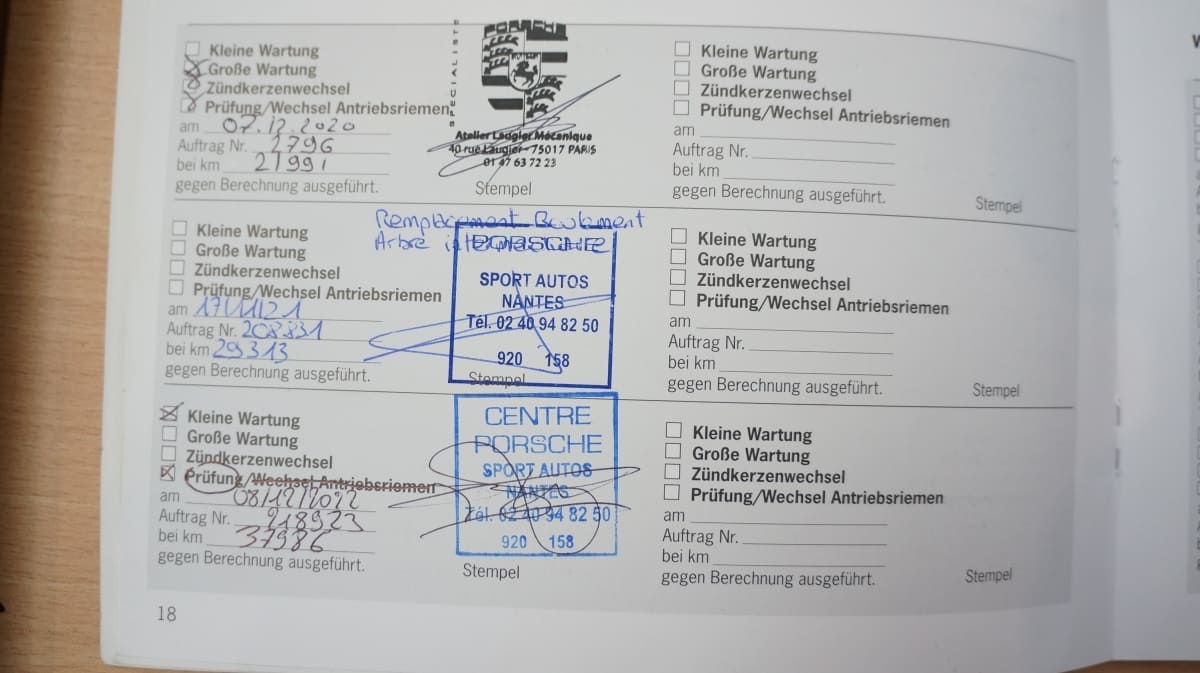 Kleine Wartung
Große Wartung
Zündkerzenwechsel
Prüfung/Wechsel Antriebsriemen
am 07.12.2020
Auftrag Nr. 2796
bei km 21991
gegen Berechnung ausgeführt.
SPECIALISTE
PORSCHE
Atelier Laugier Mécanique
40 rue Laugier - 75017 PARIS
01 47 63 72 23
Stempel
Kleine Wartung
Große Wartung
Zündkerzenwechsel
Prüfung/Wechsel Antriebsriemen
am
Auftrag Nr.
bei km
gegen Berechnung ausgeführt.
Stempel
Kleine Wartung
Große Wartung
Zündkerzenwechsel
Prüfung/Wechsel Antriebsriemen
am 17/11/21
Auftrag Nr. 208831
bei km 29313
gegen Berechnung ausgeführt.
Remplacement Roulement
Arbre
PORSCHE
SPORT AUTOS
NANTES
Tél. 02 40 94 82 50
920 158
Stempel
Kleine Wartung
Große Wartung
Zündkerzenwechsel
Prüfung/Wechsel Antriebsriemen
am
Auftrag Nr.
bei km
gegen Berechnung ausgeführt.
Stempel
Kleine Wartung
Große Wartung
Zündkerzenwechsel
Prüfung/Wechsel Antriebsriemen
am 08/12/2022
Auftrag Nr. 218923
bei km 37986
gegen Berechnung ausgeführt.
CENTRE
PORSCHE
SPORT AUTOS
NANTES
Tél. 02 40 94 82 50
920 158
Stempel
Kleine Wartung
Große Wartung
Zündkerzenwechsel
Prüfung/Wechsel Antriebsriemen
am
Auftrag Nr.
bei km
gegen Berechnung ausgeführt.
Stempel
18